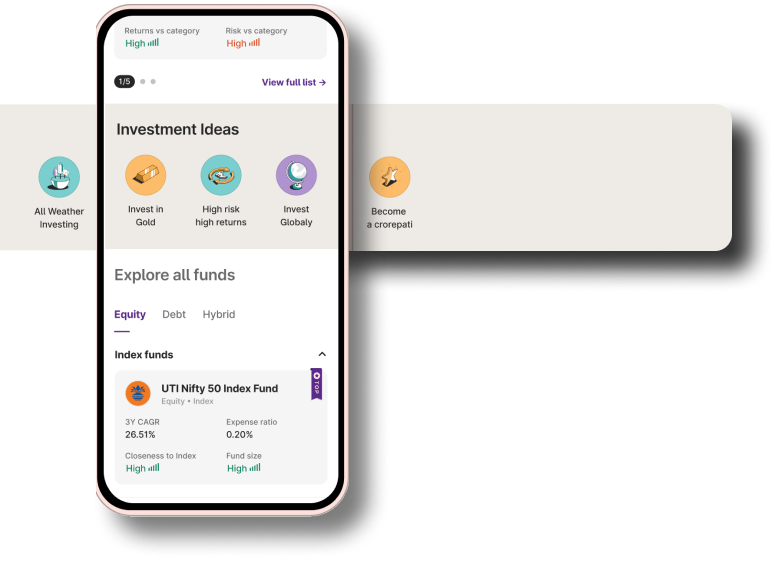 Returns vs category
Risk vs category
High
High
1/5
View full list →
Investment Ideas
All Weather
Investing
Invest in
Gold
High risk
high returns
Invest
Globaly
Become
a crorepati
Explore all funds
Equity
Debt
Hybrid
Index funds
TOP
UTI Nifty 50 Index Fund
Equity • Index
3Y CAGR
Expense ratio
26.51%
0.20%
Closeness to Index
Fund size
High
High